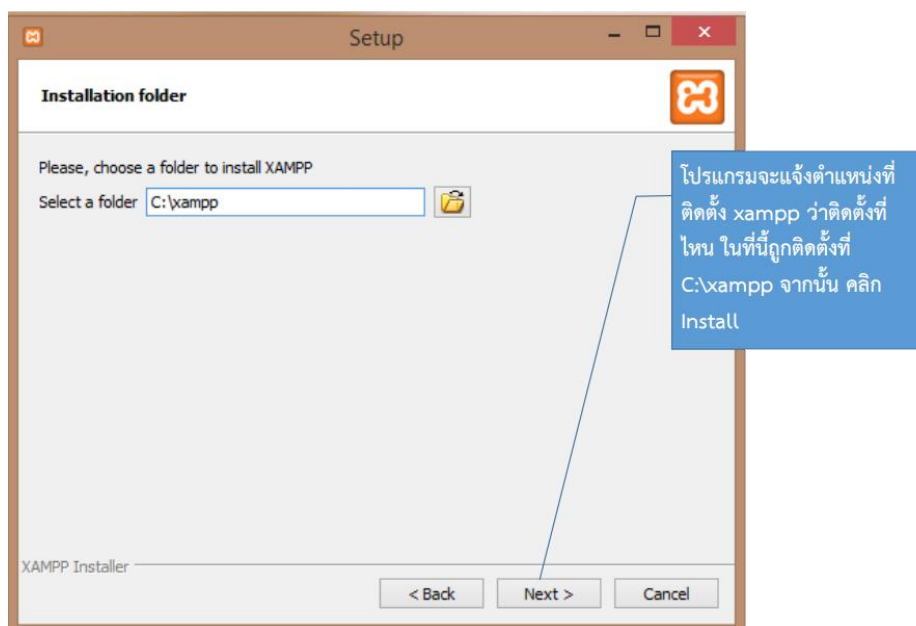 Setup
Installation folder
Please, choose a folder to install XAMPP
Select a folder C:\xampp
โปรแกรมจะแจ้งตำแหน่งที่
ติดตั้ง xampp ว่าติดตั้งที่
ไหน ในที่นี้ถูกติดตั้งที่
C:\xampp จากนั้น คลิก
Install
XAMPP Installer
< Back Next > Cancel